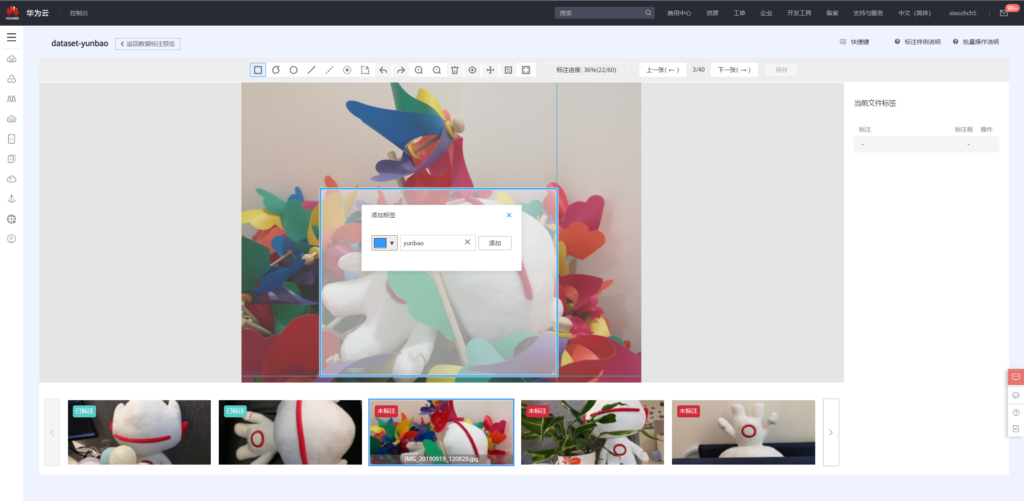 HUAWEI 华为云 控制台 搜索 费用中心 资源 工单 企业 开发工具 备案 支持与服务 中文（简体） xiaozhch5 99+
dataset-yunbao 返回数据标注预览 快捷键 标注样例说明 批量操作说明
标注进度: 36%(22/60) 上一张( ← ) 3/40 下一张( → ) 保存
当前文件标签
标注 标注框 操作
- -
添加标签
yunbao 添加
已标注 已标注 未标注 未标注 未标注
IMG_20180919_120829.jpg